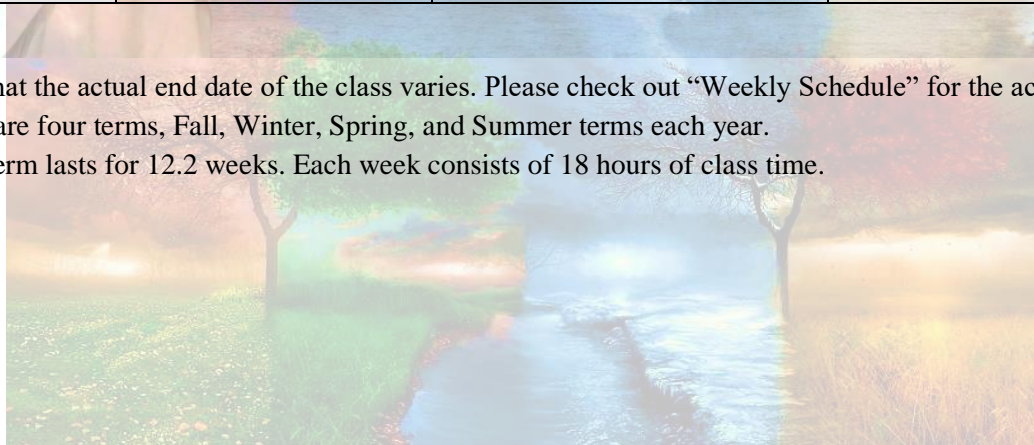 hat the actual end date of the class varies. Please check out “Weekly Schedule” for the ac
are four terms, Fall, Winter, Spring, and Summer terms each year.
erm lasts for 12.2 weeks. Each week consists of 18 hours of class time.